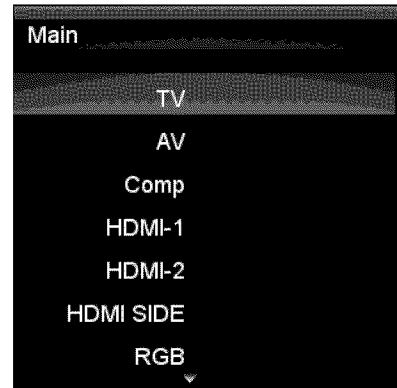 Main
TV
AV
Comp
HDMI-1
HDMI-2
HDMI SIDE
RGB